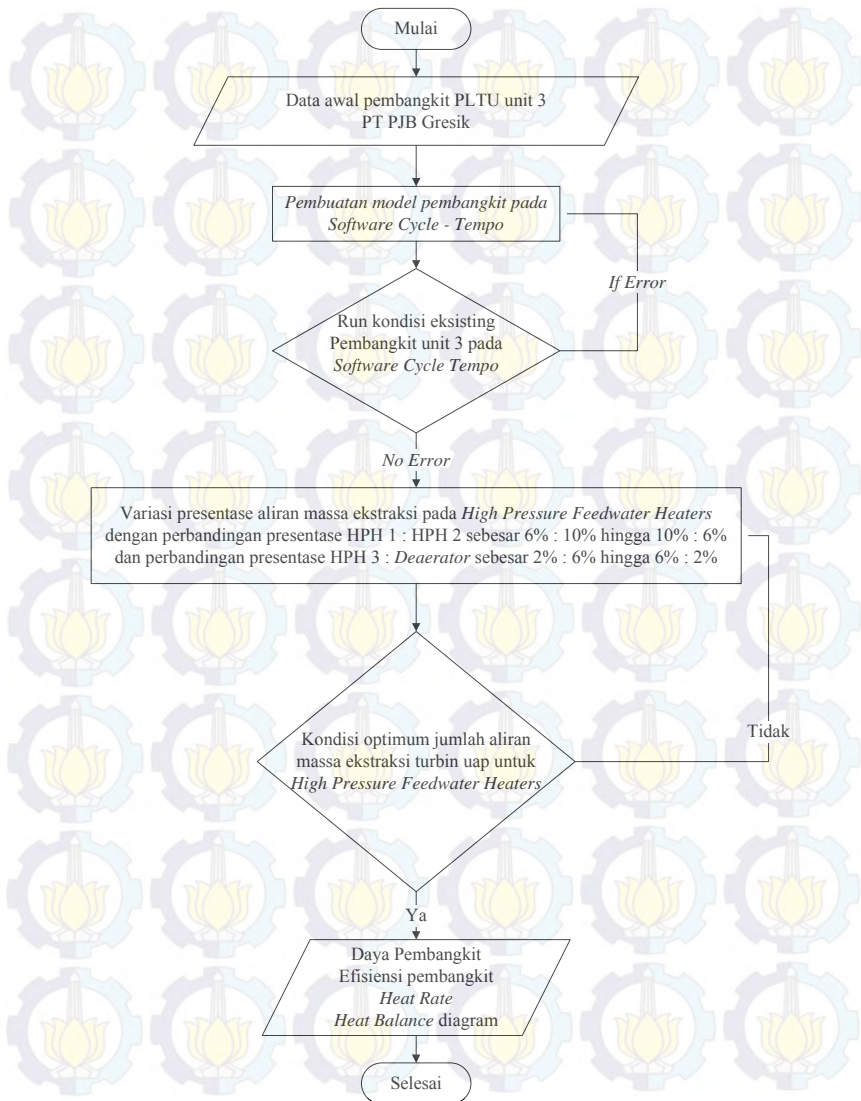 Mulai
Data awal pembangkit PLTU unit 3
PT PJB Gresik
Pembuatan model pembangkit pada
Software Cycle - Tempo
If Error
Run kondisi eksisting
Pembangkit unit 3 pada
Software Cycle Tempo
No Error
Variasi presentase aliran massa ekstraksi pada High Pressure Feedwater Heaters
dengan perbandingan presentase HPH 1 : HPH 2 sebesar 6% : 10% hingga 10% : 6%
dan perbandingan presentase HPH 3 : Deaerator sebesar 2% : 6% hingga 6% : 2%
Tidak
Kondisi optimum jumlah aliran
massa ekstraksi turbin uap untuk
High Pressure Feedwater Heaters
Ya
Daya Pembangkit
Efisiensi pembangkit
Heat Rate
Heat Balance diagram
Selesai